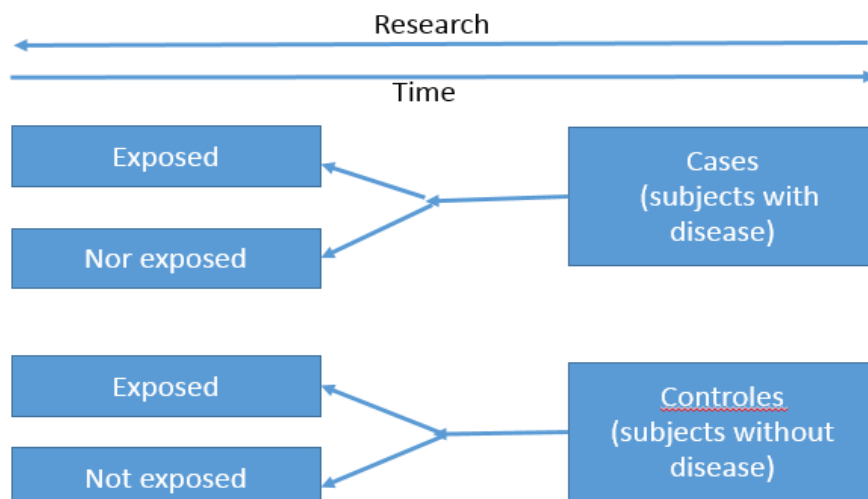 Research
Time
Exposed
Cases
(subjects with
disease)
Nor exposed
Exposed
Controles
(subjects without
disease)
Not exposed